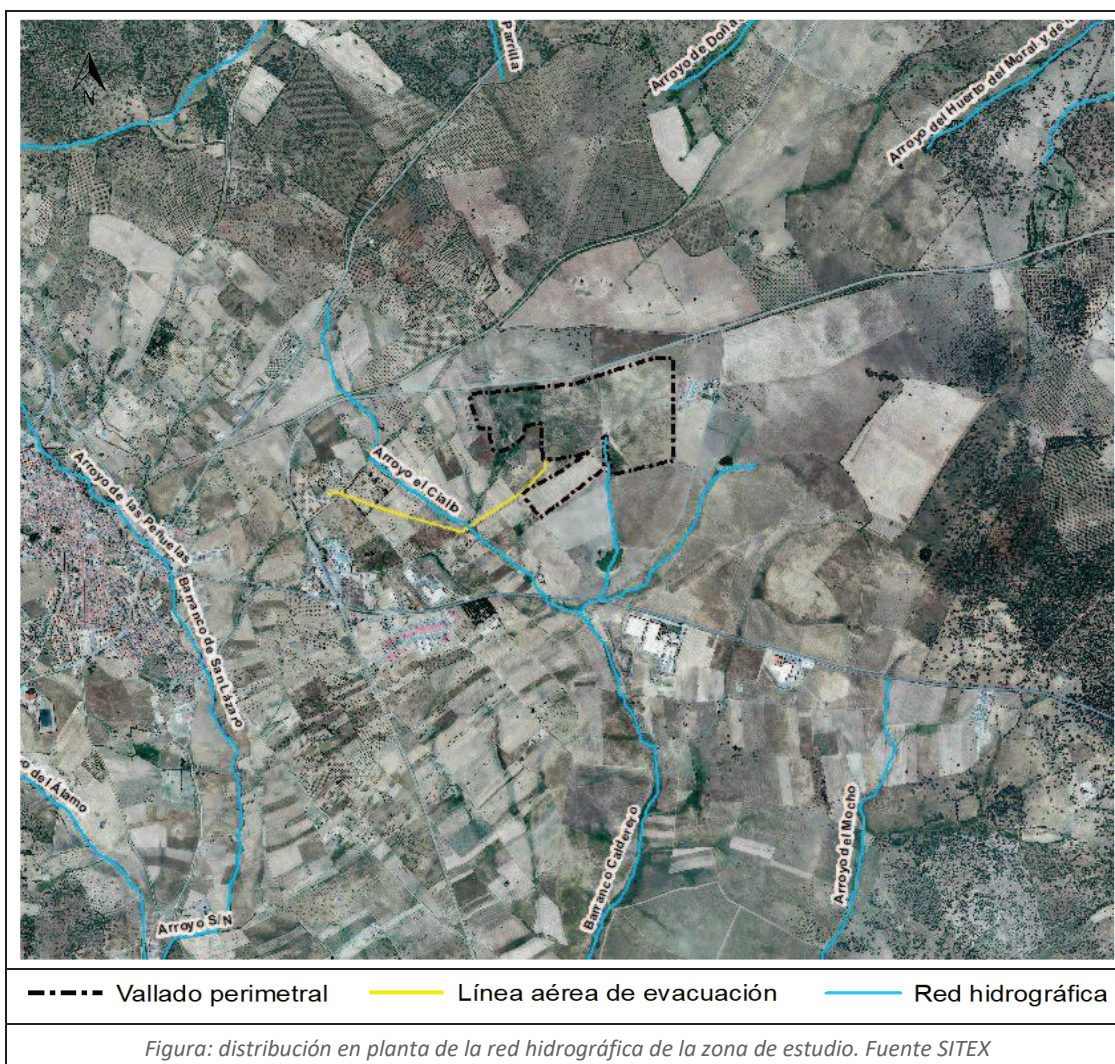 Parrilla
Arroyo de Doña
Arroyo del Huerto del Moral y de la
N
Arroyo el Cialb
Arroyo de las Peñuelas
Barranco de San Lázaro
o del Álamo
Arroyo S/N
Barranco Calderero
Arroyo del Mocho
Vallado perimetral
Línea aérea de evacuación
Red hidrográfica
Figura: distribución en planta de la red hidrográfica de la zona de estudio. Fuente SITEX